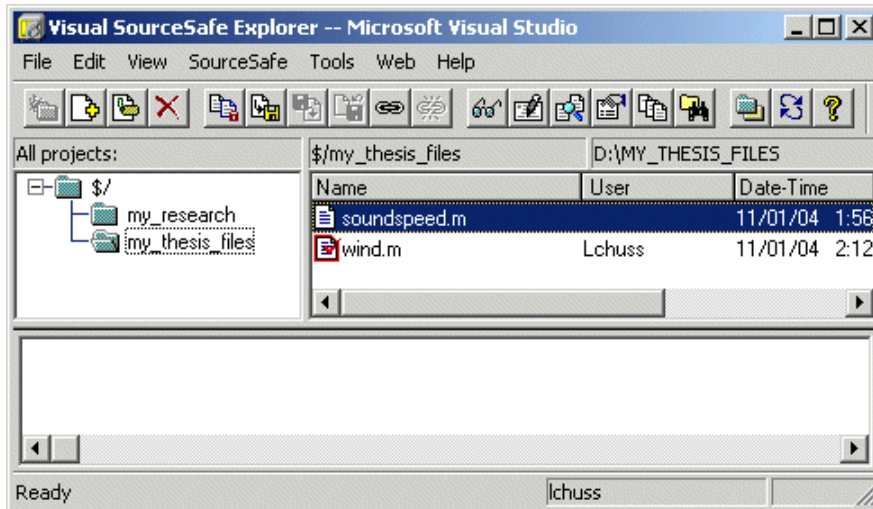 Visual SourceSafe Explorer -- Microsoft Visual Studio
File Edit View SourceSafe Tools Web Help
All projects: $/my_thesis_files D:\MY_THESIS_FILES
$/
my_research
my_thesis_files
Name User Date-Time
soundspeed.m 11/01/04 1:56
wind.m Lchuss 11/01/04 2:12
Ready lchuss